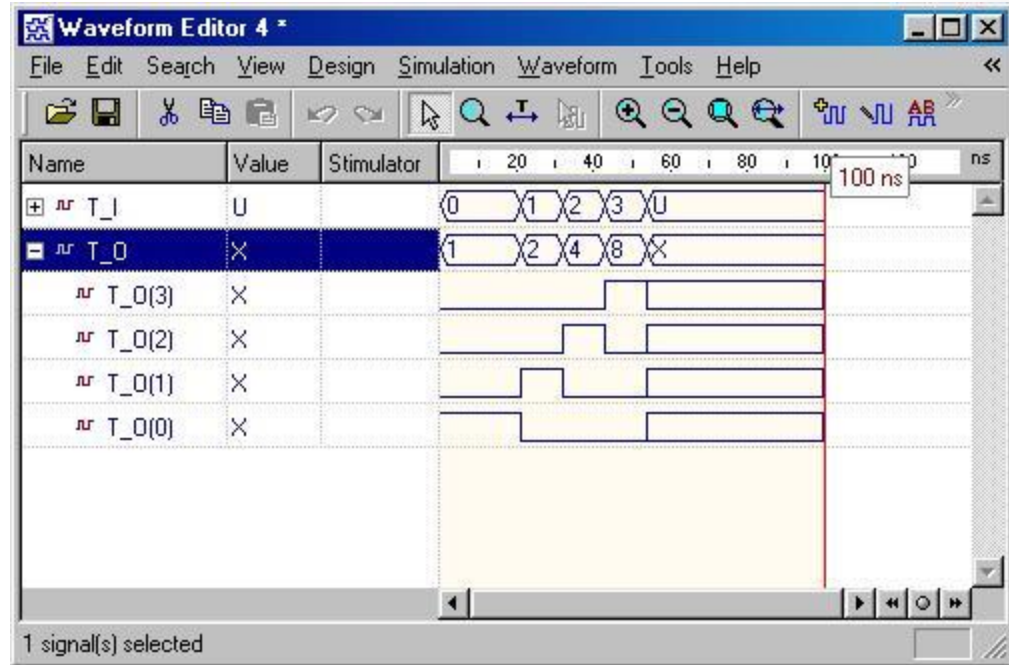 Waveform Editor 4 *
File Edit Search View Design Simulation Waveform Tools Help
Name Value Stimulator 20 40 60 80 ns
100 ns
T_I U 0 1 2 3 U
T_O X 1 2 4 8 X
T_O(3) X
T_O(2) X
T_O(1) X
T_O(0) X
1 signal(s) selected